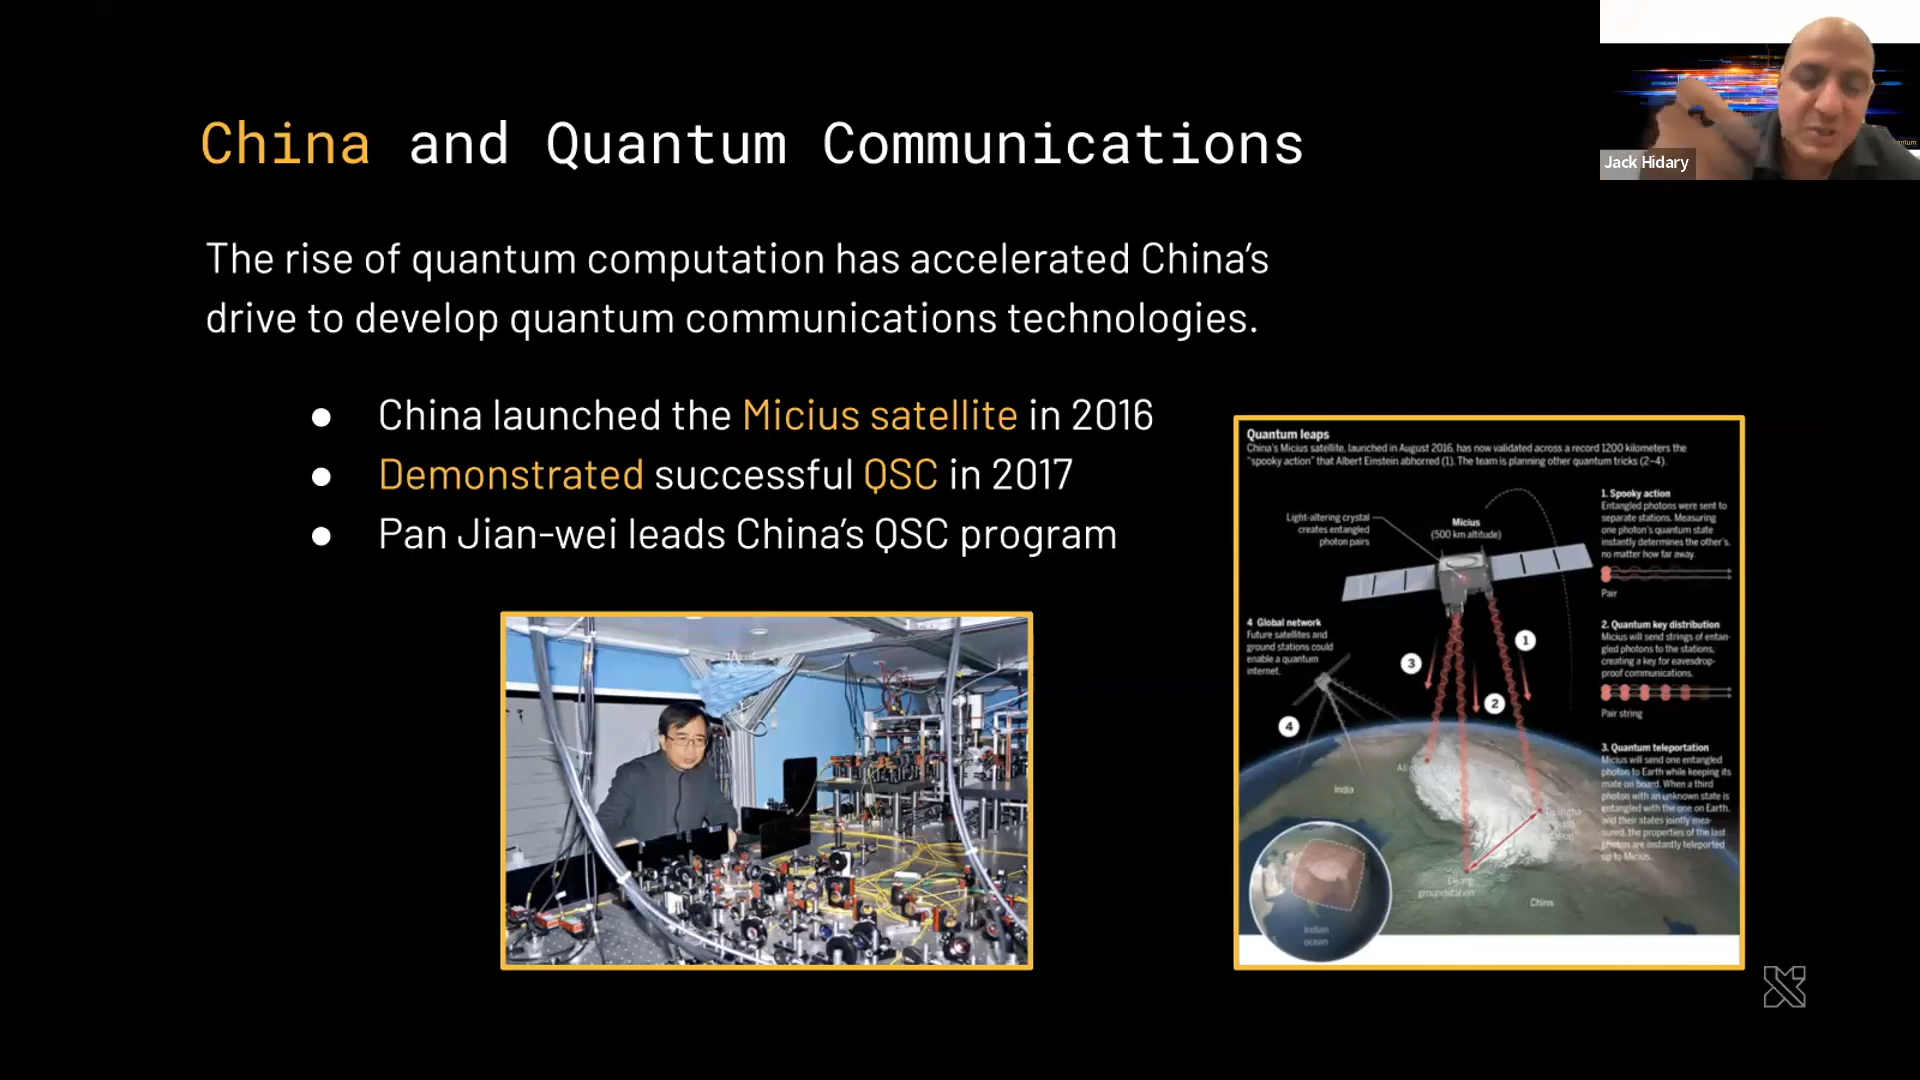 China and Quantum Communications
Jack Hidary
The rise of quantum computation has accelerated China's
drive to develop quantum communications technologies.
● China launched the Micius satellite in 2016
● Demonstrated successful QSC in 2017
● Pan Jian-wei leads China's QSC program
Quantum leaps
China's Micius satellite, launched in August 2016, has now validated across a record 1200 kilometers the
"spooky action" that Albert Einstein abhorred (1). The team is planning other quantum tricks (2–4).
Light-altering crystal
creates entangled
photon pairs
Micius
(500 km altitude)
1. Spooky action
Entangled photons were sent to
separate stations. Measuring
one photon's quantum state
instantly determines the other's,
no matter how far away.
Pair
2. Quantum key distribution
Micius will send strings of entan-
gled photons to the stations,
creating a key for eavesdrop-
proof communications.
Pair string
3. Quantum teleportation
Micius will send one entangled
photon to Earth while keeping its
mate on board. When a third
photon with an unknown state is
entangled with the one on Earth,
and their states jointly mea-
sured, the properties of the last
photon are instantly teleported
up to Micius.
4 Global network
Future satellites and
ground stations could
enable a quantum
internet.
1
3
2
4
India
groundstation
China
Indian
ocean